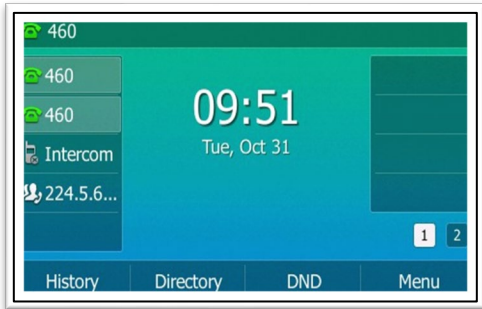 460
460
460
Intercom
224.5.6...
09:51
Tue, Oct 31
1 2
History Directory DND Menu